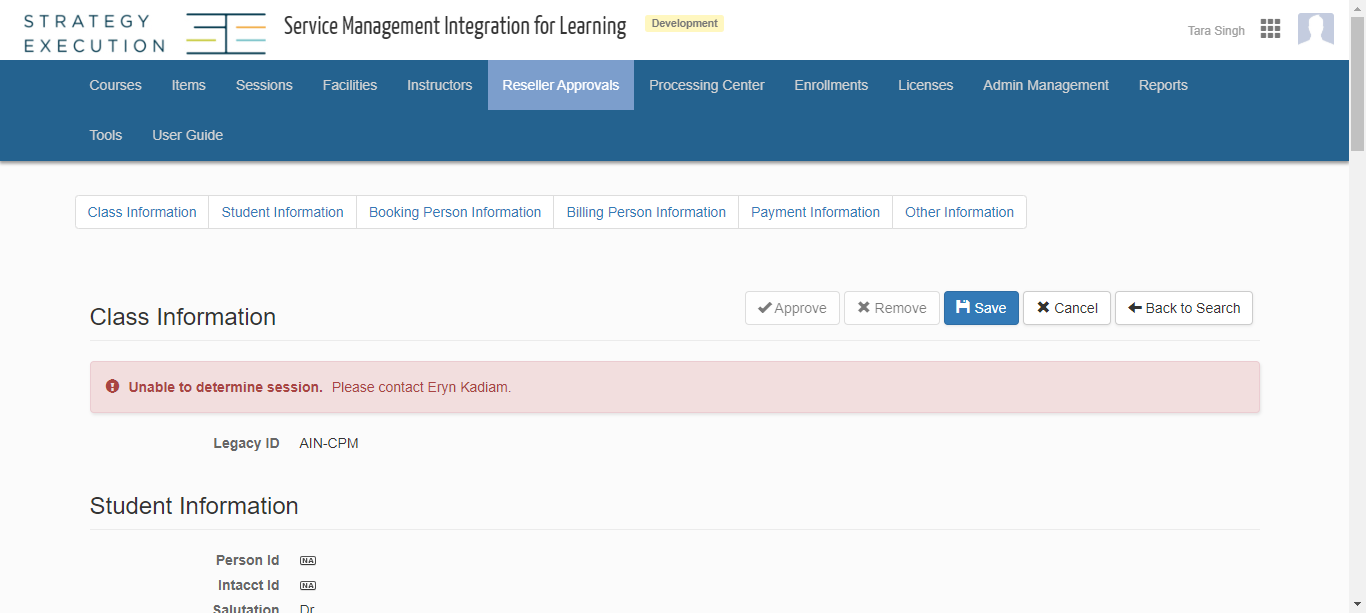 STRATEGY
EXECUTION
Service Management Integration for Learning
Development
Tara Singh
Courses Items Sessions Facilities Instructors Reseller Approvals Processing Center Enrollments Licenses Admin Management Reports
Tools User Guide
Class Information Student Information Booking Person Information Billing Person Information Payment Information Other Information
Class Information
Approve Remove Save Cancel Back to Search
Unable to determine session. Please contact Eryn Kadiam.
Legacy ID AIN-CPM
Student Information
Person Id NA
Intacct Id NA
Salutation Dr